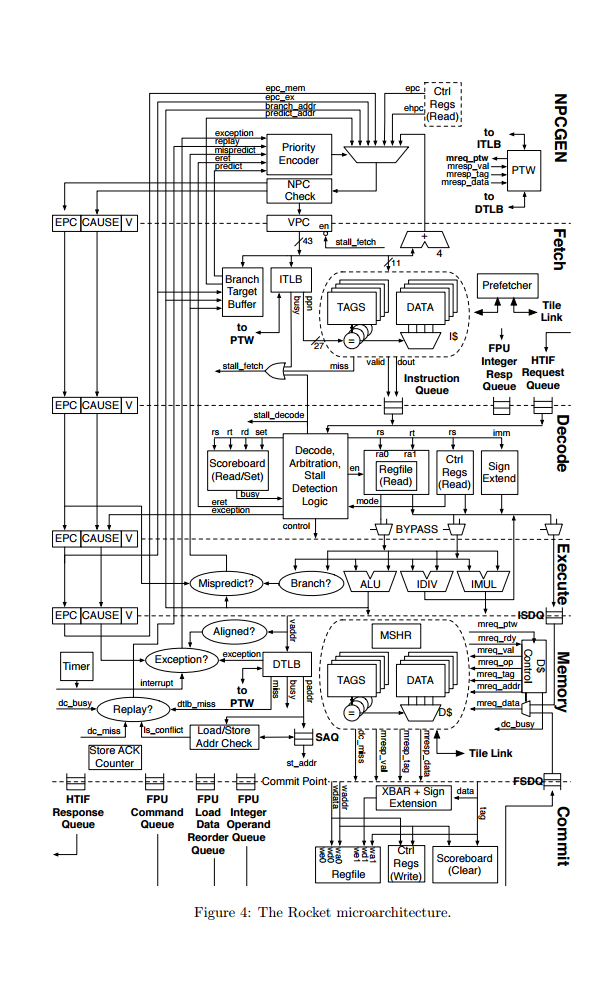 epc_mem
epc_ex
branch_addr
predict_addr
epc
ehpc
Ctrl
Regs
(Read)
NPCGEN
exception
replay
mispredict
eret
predict
Priority
Encoder
to
ITLB
mreq_ptw
mresp_val
mresp_tag
mresp_data
PTW
to
DTLB
NPC
Check
EPC CAUSE V
VPC
en
43
stall_fetch
+
4
Fetch
11
Branch
Target
Buffer
ITLB
busy
ppn
TAGS
DATA
Prefetcher
Tile
Link
to
PTW
27
=
I$
stall_fetch
miss
valid
dout
Instruction
Queue
FPU
Integer
Resp
Queue
HTIF
Request
Queue
EPC CAUSE V
Decode
stall_decode
rs rt rd set
Scoreboard
(Read/Set)
busy
Decode,
Arbitration,
Stall
Detection
Logic
en
rs rt rs imm
ra0 ra1
Regfile
(Read)
Ctrl
Regs
(Read)
Sign
Extend
eret
exception
mode
control
BYPASS
EPC CAUSE V
Execute
Mispredict?
Branch?
ALU
IDIV
IMUL
EPC CAUSE V
ISDQ
Memory
Aligned?
vaddr
MSHR
mreq_ptw
mreq_rdy
mreq_val
mreq_op
mreq_tag
mreq_addr
mreq_data
D$
Control
Timer
Exception?
exception
DTLB
TAGS
DATA
interrupt
to
PTW
miss
busy
paddr
dc_busy
Replay?
dtlb_miss
=
D$
dc_busy
dc_miss
ls_conflict
Load/Store
Addr Check
SAQ
st_addr
Store ACK
Counter
dc_miss
mresp_val
mresp_tag
mresp_data
Tile Link
Commit Point
FSDQ
Commit
HTIF
Response
Queue
FPU
Command
Queue
FPU
Load
Data
Reorder
Queue
FPU
Integer
Operand
Queue
wdata
waddr
XBAR + Sign
Extension
data
tag
we0
wd0
wa0
we1
wd1
wa1
Regfile
Ctrl
Regs
(Write)
Scoreboard
(Clear)
Figure 4: The Rocket microarchitecture.